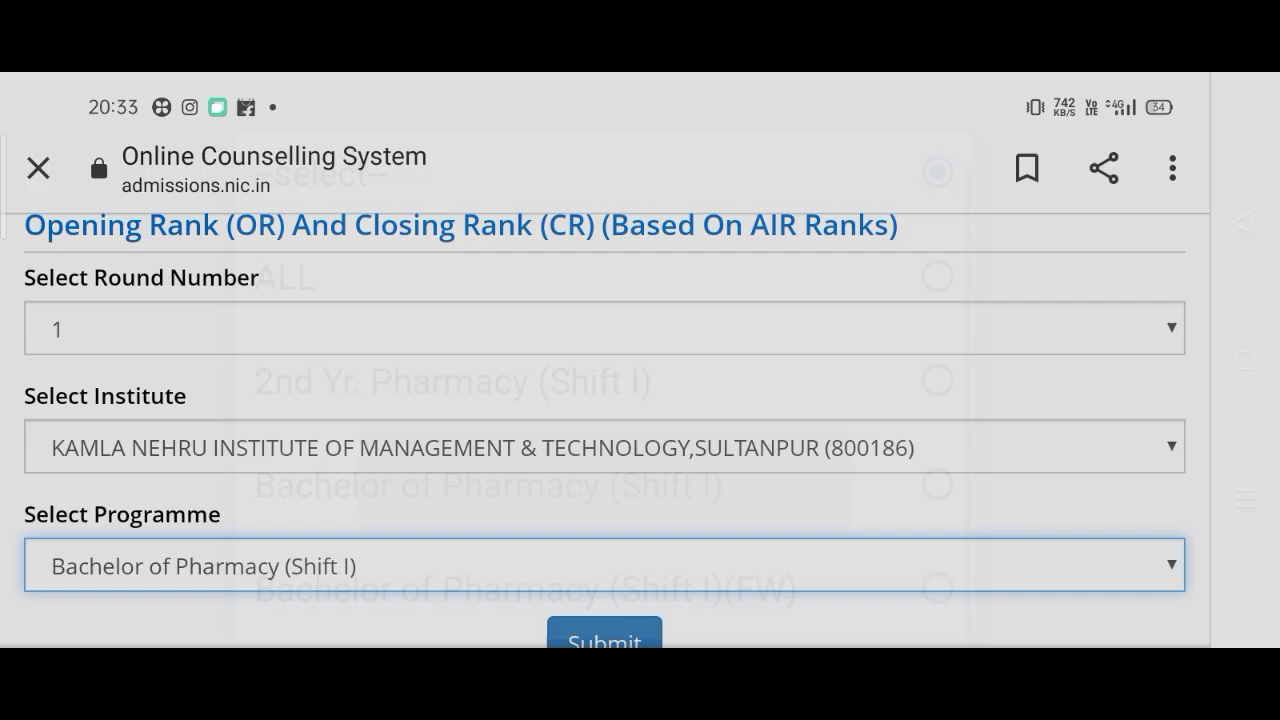 20:33
742 KB/S
Vo LTE
4G
34
Online Counselling System
admissions.nic.in
--select--
Opening Rank (OR) And Closing Rank (CR) (Based On AIR Ranks)
Select Round Number
ALL
1
2nd Yr. Pharmacy (Shift I)
Select Institute
KAMLA NEHRU INSTITUTE OF MANAGEMENT & TECHNOLOGY,SULTANPUR (800186)
Bachelor of Pharmacy (Shift I)
Select Programme
Bachelor of Pharmacy (Shift I)
Bachelor of Pharmacy (Shift I)(FW)
Submit